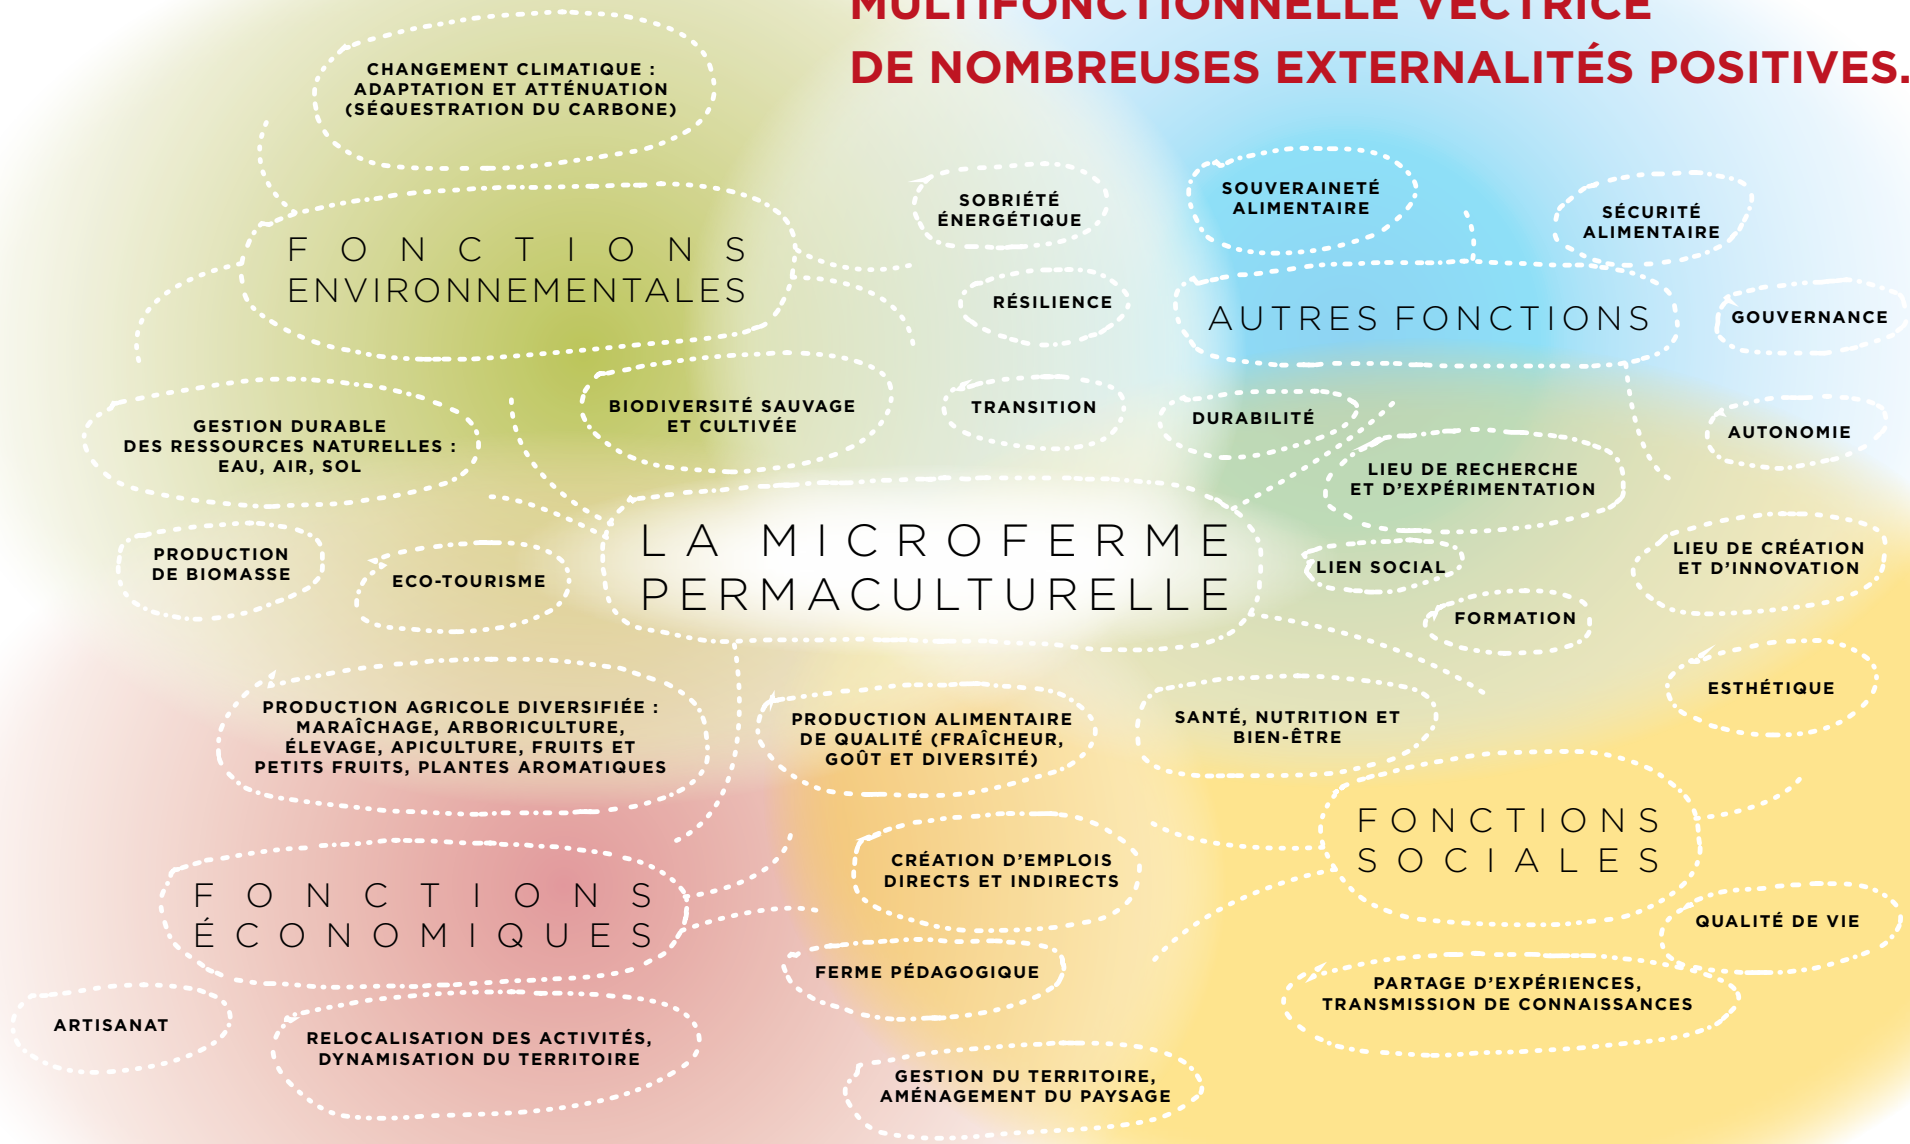 MULTIFONCTIONNELLE VECTRICE
DE NOMBREUSES EXTERNALITÉS POSITIVES.
CHANGEMENT CLIMATIQUE :
ADAPTATION ET ATTÉNUATION
(SÉQUESTRATION DU CARBONE)
FONCTIONS
ENVIRONNEMENTALES
SOBRIÉTÉ
ÉNERGÉTIQUE
SOUVERAINETÉ
ALIMENTAIRE
SÉCURITÉ
ALIMENTAIRE
RÉSILIENCE
AUTRES FONCTIONS
GOUVERNANCE
GESTION DURABLE
DES RESSOURCES NATURELLES :
EAU, AIR, SOL
BIODIVERSITÉ SAUVAGE
ET CULTIVÉE
TRANSITION
DURABILITÉ
AUTONOMIE
LIEU DE RECHERCHE
ET D’EXPÉRIMENTATION
PRODUCTION
DE BIOMASSE
ECO-TOURISME
LA MICROFERME
PERMACULTURELLE
LIEN SOCIAL
LIEU DE CRÉATION
ET D’INNOVATION
FORMATION
ESTHÉTIQUE
PRODUCTION AGRICOLE DIVERSIFIÉE :
MARAÎCHAGE, ARBORICULTURE,
ÉLEVAGE, APICULTURE, FRUITS ET
PETITS FRUITS, PLANTES AROMATIQUES
PRODUCTION ALIMENTAIRE
DE QUALITÉ (FRAÎCHEUR,
GOÛT ET DIVERSITÉ)
SANTÉ, NUTRITION ET
BIEN-ÊTRE
FONCTIONS
SOCIALES
CRÉATION D’EMPLOIS
DIRECTS ET INDIRECTS
FONCTIONS
ÉCONOMIQUES
QUALITÉ DE VIE
FERME PÉDAGOGIQUE
PARTAGE D’EXPÉRIENCES,
TRANSMISSION DE CONNAISSANCES
ARTISANAT
RELOCALISATION DES ACTIVITÉS,
DYNAMISATION DU TERRITOIRE
GESTION DU TERRITOIRE,
AMÉNAGEMENT DU PAYSAGE